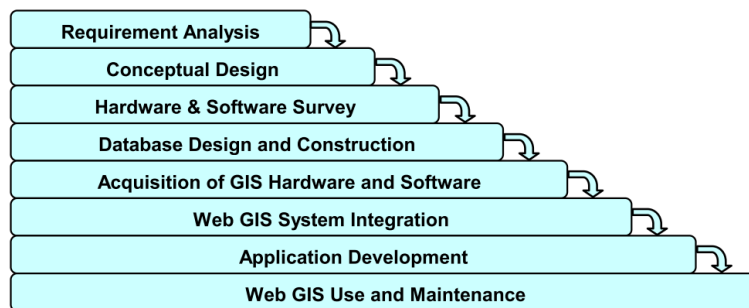 Requirement Analysis
Conceptual Design
Hardware & Software Survey
Database Design and Construction
Acquisition of GIS Hardware and Software
Web GIS System Integration
Application Development
Web GIS Use and Maintenance